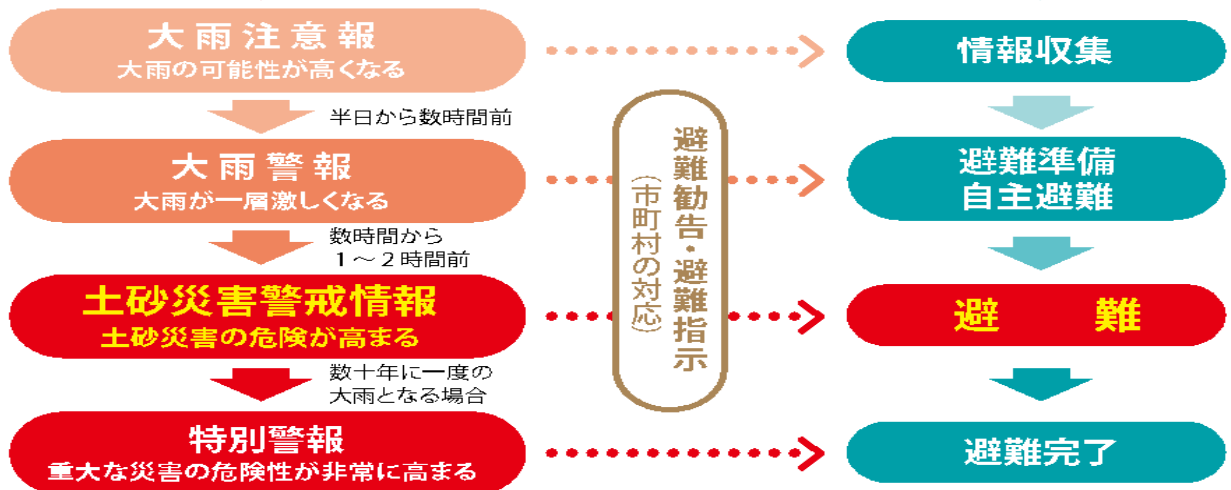 大雨注意報
大雨の可能性が高くなる
情報収集
半日から数時間前
大雨警報
大雨が一層激しくなる
避難準備
自主避難
避難勧告・避難指示
（市町村の対応）
数時間から
1～2時間前
土砂災害警戒情報
土砂災害の危険が高まる
避難
数十年に一度の
大雨となる場合
特別警報
重大な災害の危険性が非常に高まる
避難完了